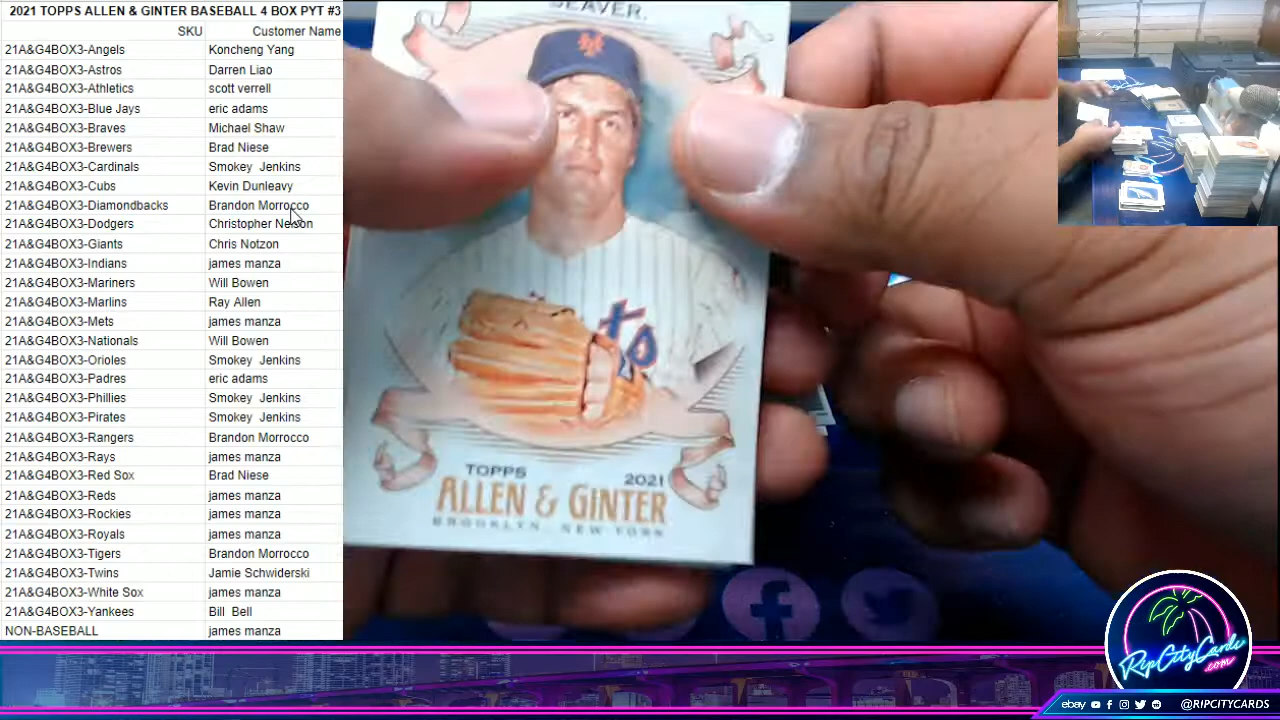 2021 TOPPS ALLEN & GINTER BASEBALL 4 BOX PYT #3
SKU Customer Name
21A&G4BOX3-Angels Koncheng Yang
21A&G4BOX3-Astros Darren Liao
21A&G4BOX3-Athletics scott verrell
21A&G4BOX3-Blue Jays eric adams
21A&G4BOX3-Braves Michael Shaw
21A&G4BOX3-Brewers Brad Niese
21A&G4BOX3-Cardinals Smokey Jenkins
21A&G4BOX3-Cubs Kevin Dunleavy
21A&G4BOX3-Diamondbacks Brandon Morrocco
21A&G4BOX3-Dodgers Christopher Nelson
21A&G4BOX3-Giants Chris Notzon
21A&G4BOX3-Indians james manza
21A&G4BOX3-Mariners Will Bowen
21A&G4BOX3-Marlins Ray Allen
21A&G4BOX3-Mets james manza
21A&G4BOX3-Nationals Will Bowen
21A&G4BOX3-Orioles Smokey Jenkins
21A&G4BOX3-Padres eric adams
21A&G4BOX3-Phillies Smokey Jenkins
21A&G4BOX3-Pirates Smokey Jenkins
21A&G4BOX3-Rangers Brandon Morrocco
21A&G4BOX3-Rays james manza
21A&G4BOX3-Red Sox Brad Niese
21A&G4BOX3-Reds james manza
21A&G4BOX3-Rockies james manza
21A&G4BOX3-Royals james manza
21A&G4BOX3-Tigers Brandon Morrocco
21A&G4BOX3-Twins Jamie Schwiderski
21A&G4BOX3-White Sox james manza
21A&G4BOX3-Yankees Bill Bell
NON-BASEBALL james manza
TOPPS 2021
ALLEN & GINTER
BROOKLYN, NEW YORK
RipCityCards
.com
ebay @RIPCITYCARDS